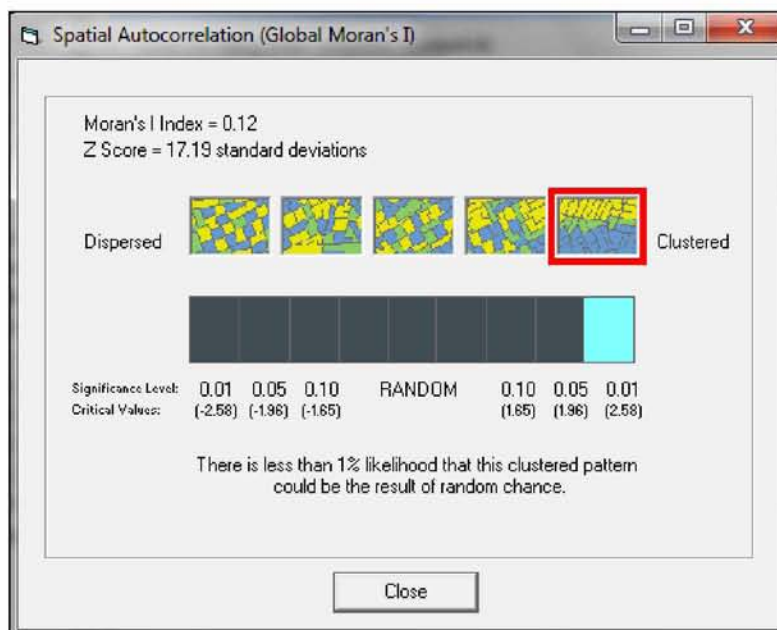 Spatial Autocorrelation (Global Moran's I)
Moran's I Index = 0.12
Z Score = 17.19 standard deviations
Dispersed
Clustered
Significance Level: 0.01 0.05 0.10 RANDOM 0.10 0.05 0.01
Critical Values: (-2.58) (-1.96) (-1.65) (1.65) (1.96) (2.58)
There is less than 1% likelihood that this clustered pattern
could be the result of random chance.
Close